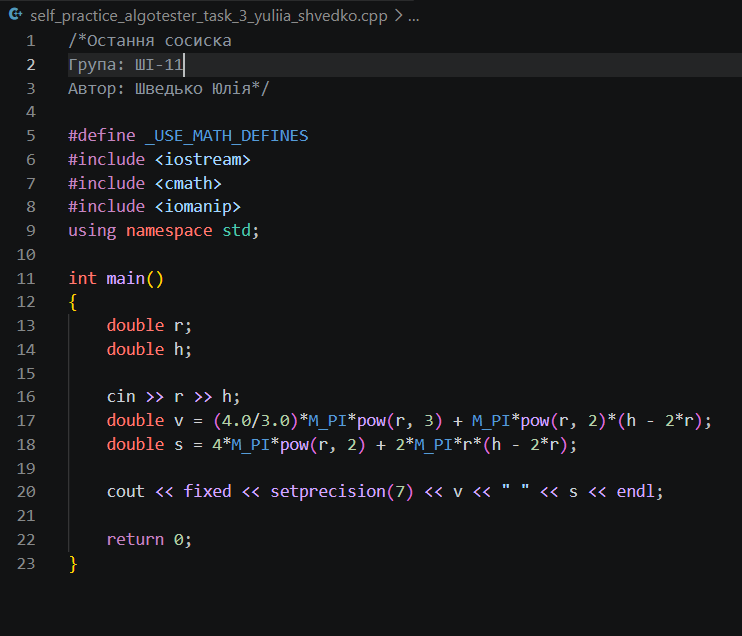 self_practice_algotester_task_3_yuliia_shvedko.cpp > ...
1 /*Остання сосиска
2 Група: ШІ-11
3 Автор: Шведько Юлія*/
4
5 #define _USE_MATH_DEFINES
6 #include <iostream>
7 #include <cmath>
8 #include <iomanip>
9 using namespace std;
10
11 int main()
12 {
13     double r;
14     double h;
15
16     cin >> r >> h;
17     double v = (4.0/3.0)*M_PI*pow(r, 3) + M_PI*pow(r, 2)*(h - 2*r);
18     double s = 4*M_PI*pow(r, 2) + 2*M_PI*r*(h - 2*r);
19
20     cout << fixed << setprecision(7) << v << " " << s << endl;
21
22     return 0;
23 }